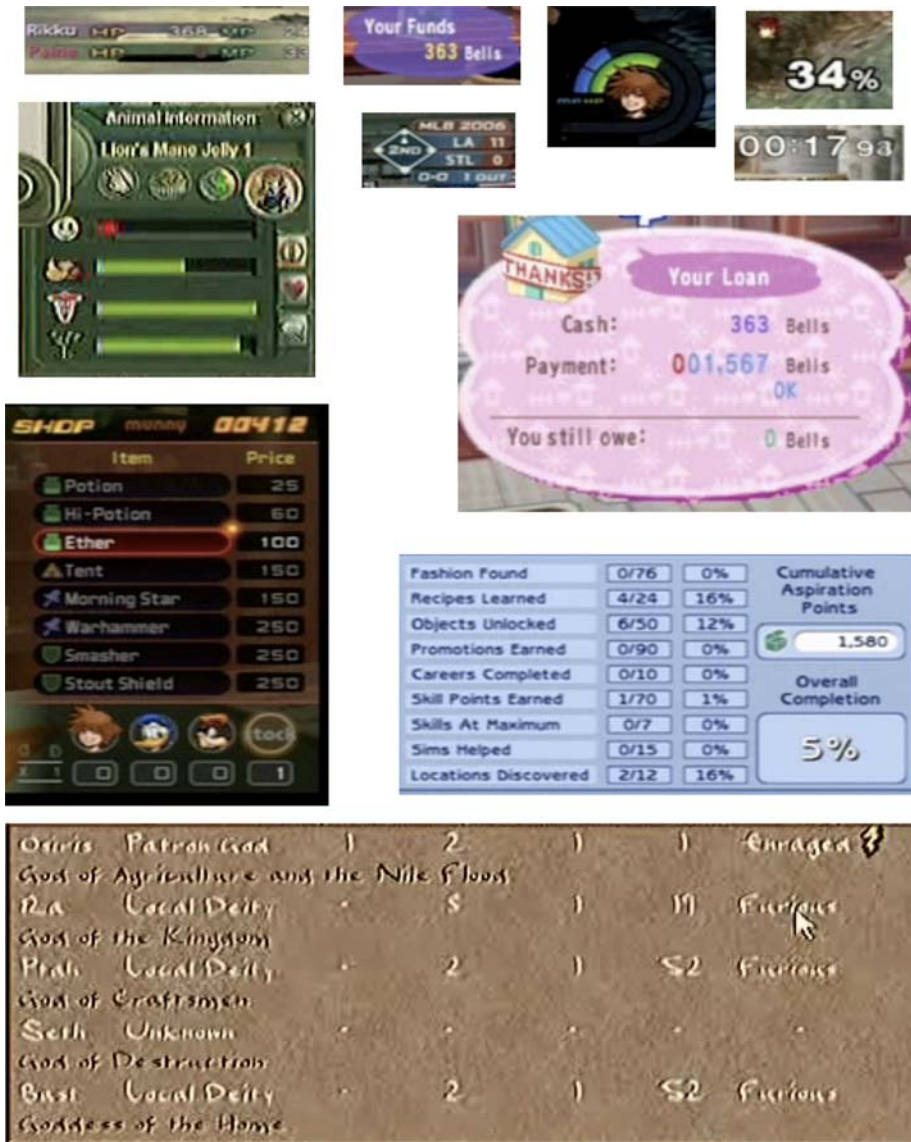 Rikku HP 368 MP 24
Paine HP MP 33
Your Funds
363 Bells
34%
MLB 2006
2ND LA 11
STL 0
0-0 1 OUT
00:17 93
Animal Information
Lion's Mane Jelly 1
THANKS!
Your Loan
Cash: 363 Bells
Payment: 001,567 Bells
OK
You still owe: 0 Bells
SHOP munny 00412
Item Price
Potion 25
Hi-Potion 60
Ether 100
Tent 150
Morning Star 150
Warhammer 250
Smasher 250
Stout Shield 250
stock
0 0 0 1
Fashion Found 0/76 0%
Recipes Learned 4/24 16%
Objects Unlocked 6/50 12%
Promotions Earned 0/90 0%
Careers Completed 0/10 0%
Skill Points Earned 1/70 1%
Skills At Maximum 0/7 0%
Sims Helped 0/15 0%
Locations Discovered 2/12 16%
Cumulative
Aspiration
Points
1,580
Overall
Completion
5%
Osiris Patron God 1 2 1 1 Enraged
God of Agriculture and the Nile Flood
Ra Local Deity - 1 Furious
God of the Kingdom
Ptah Local Deity - 2 1 52 Furious
God of Craftsmen
Seth Unknown - - - - -
God of Destruction
Bast Local Deity - 2 1 52 Furious
Goddess of the Home